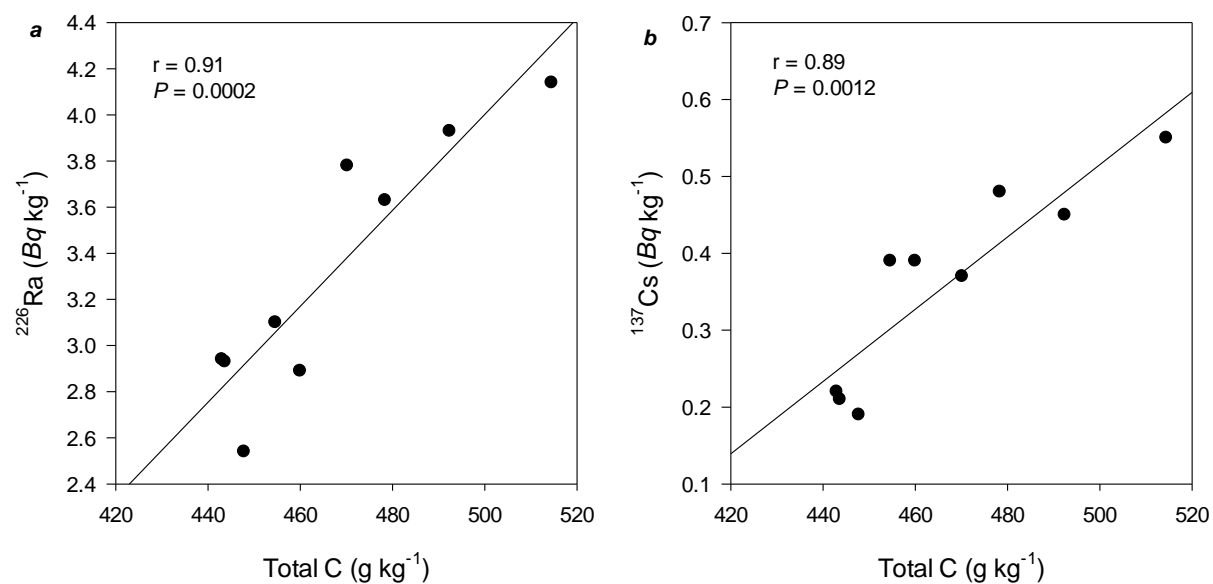 a
r = 0.91
P = 0.0002
4.4
4.2
4.0
3.8
3.6
3.4
3.2
3.0
2.8
2.6
2.4
²²⁶Ra (Bq kg⁻¹)
420 440 460 480 500 520
Total C (g kg⁻¹)
b
r = 0.89
P = 0.0012
0.7
0.6
0.5
0.4
0.3
0.2
0.1
¹³⁷Cs (Bq kg⁻¹)
420 440 460 480 500 520
Total C (g kg⁻¹)